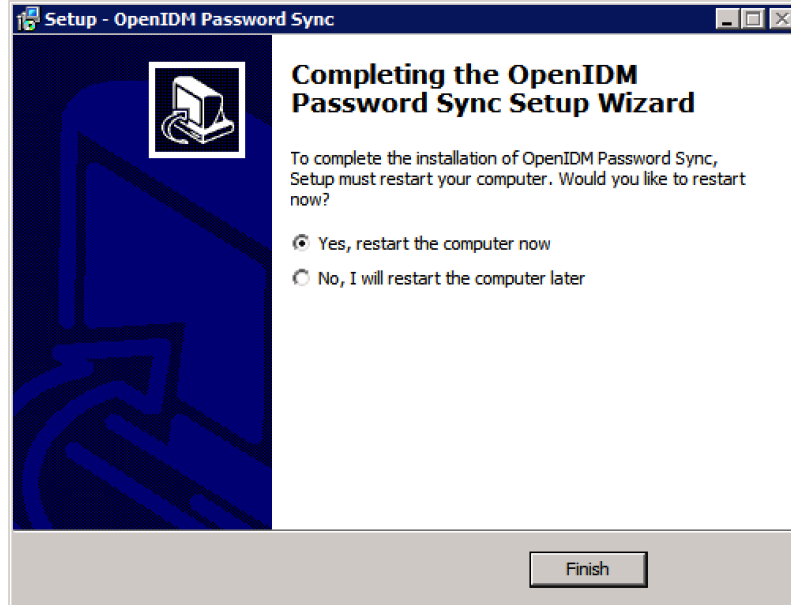 Setup - OpenIDM Password Sync
Completing the OpenIDM
Password Sync Setup Wizard
To complete the installation of OpenIDM Password Sync,
Setup must restart your computer. Would you like to restart
now?
Yes, restart the computer now
No, I will restart the computer later
Finish